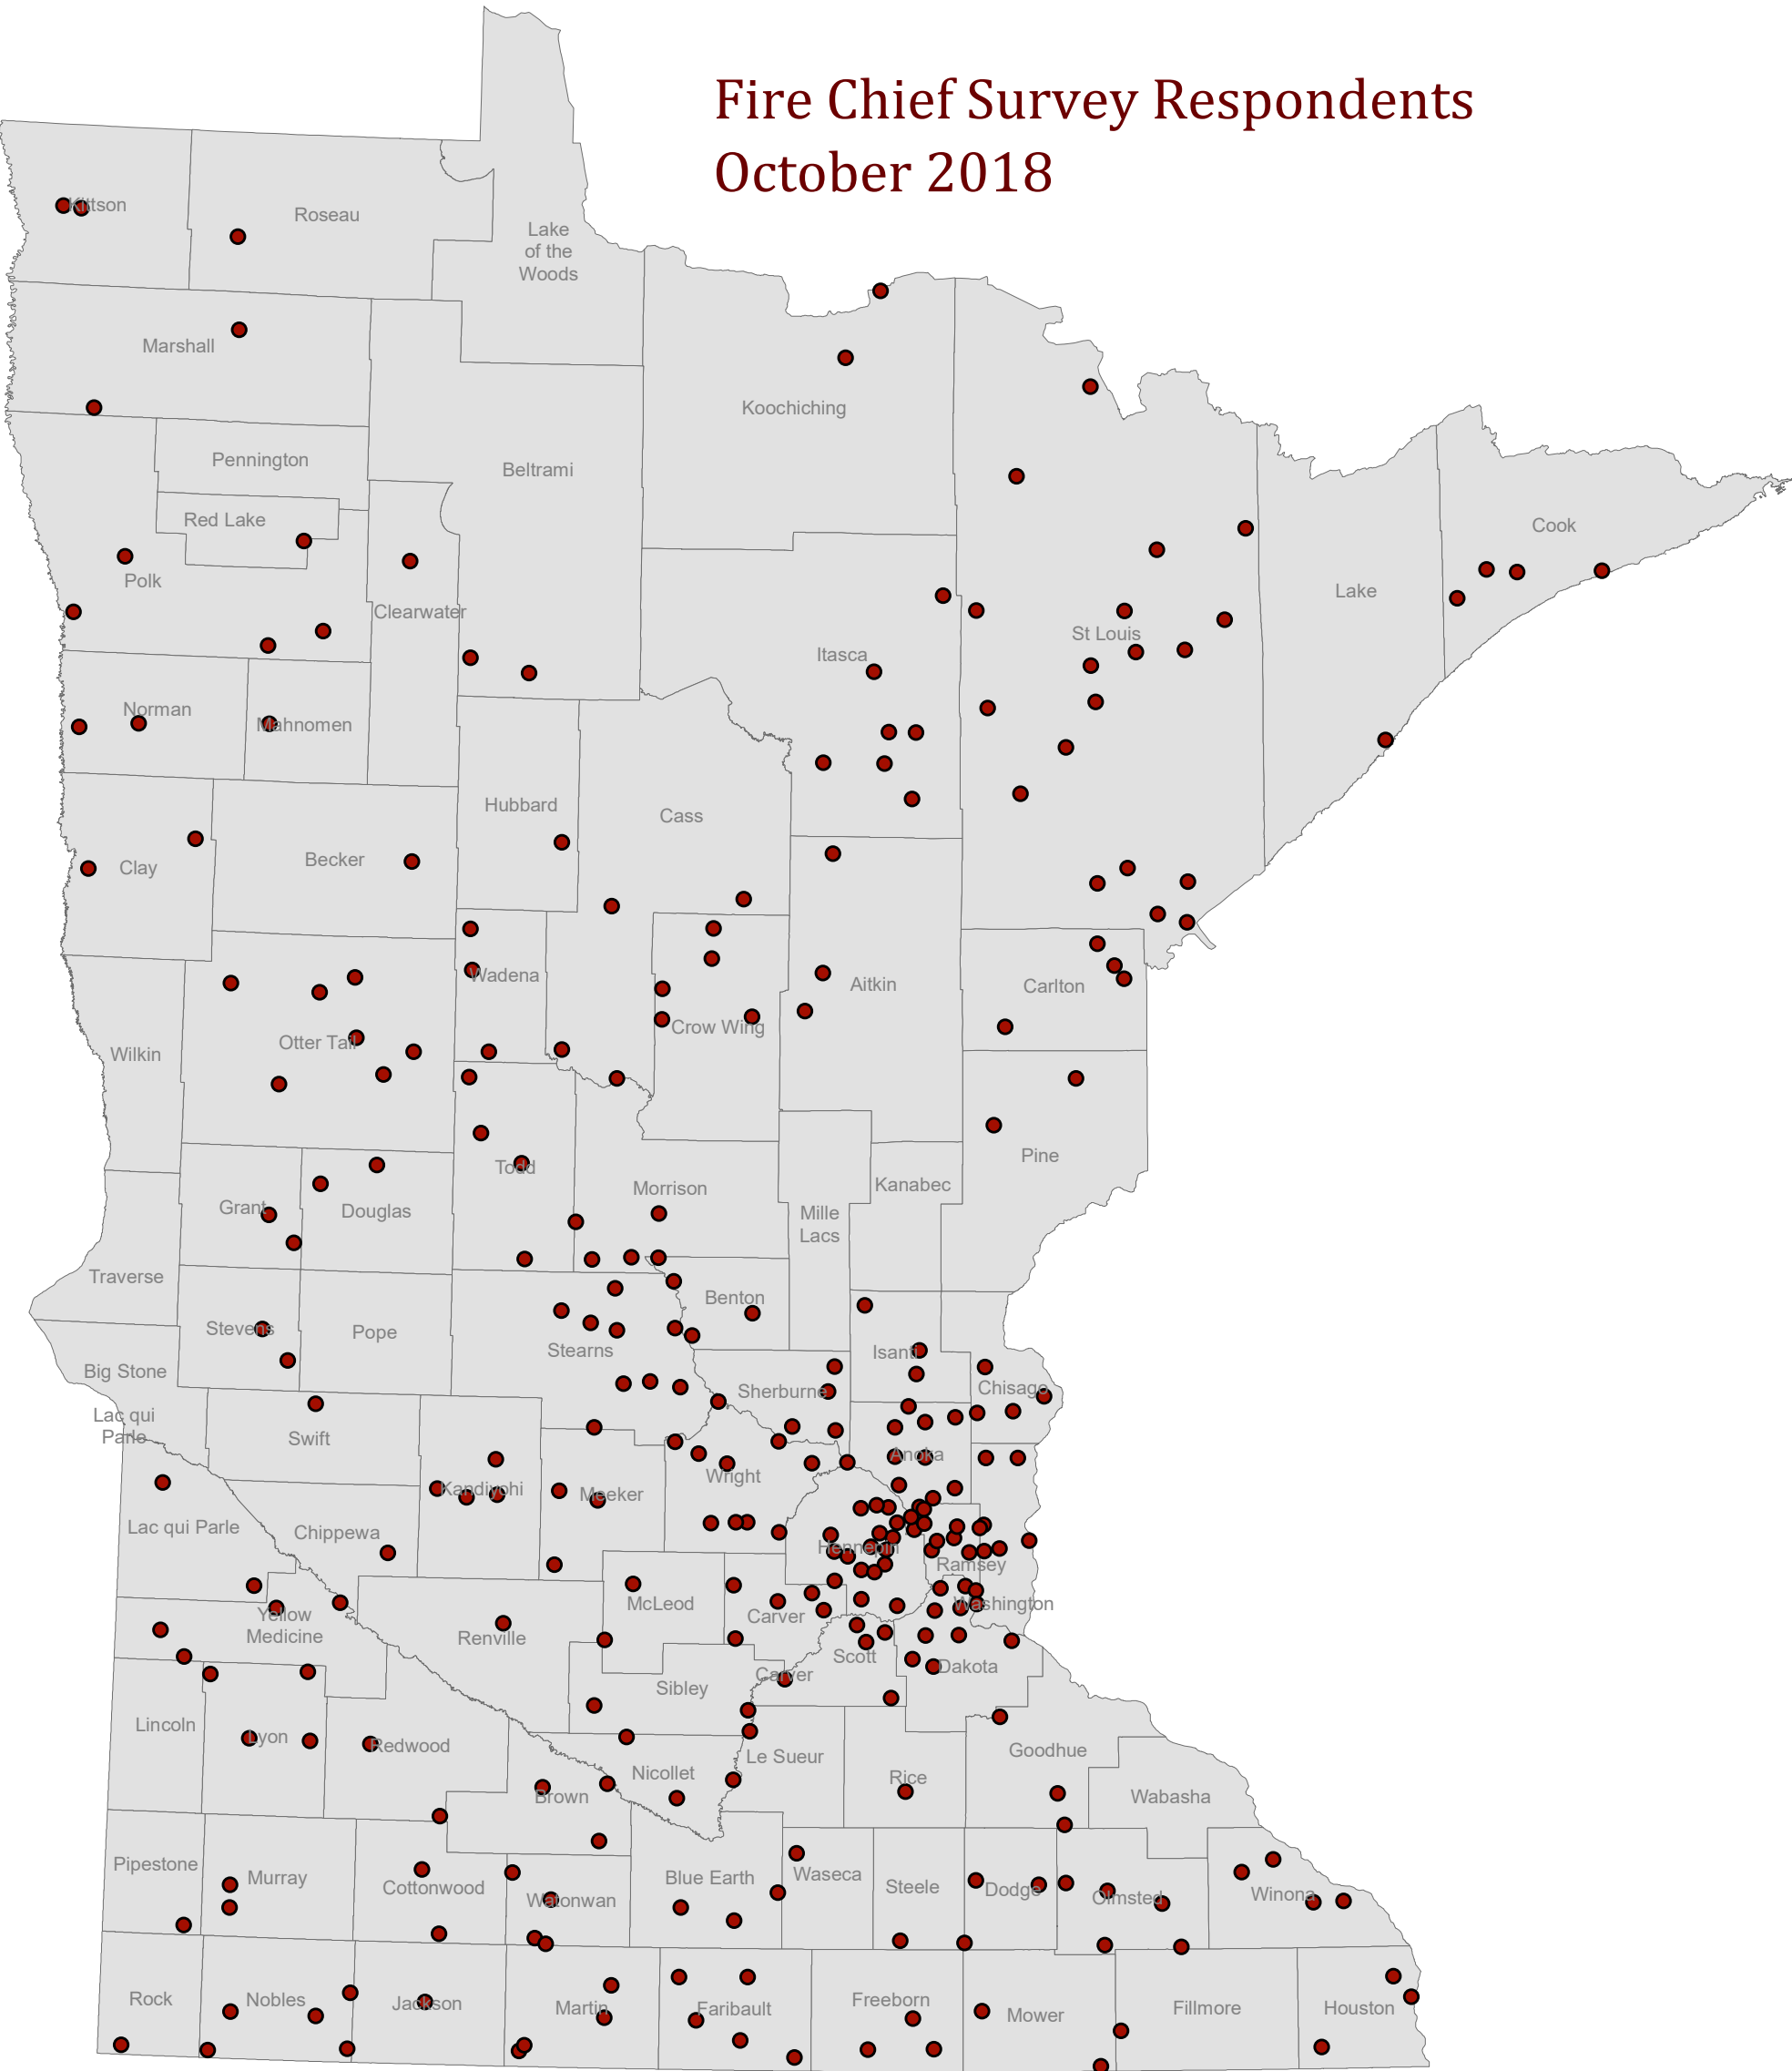 Fire Chief Survey Respondents
October 2018
Kittson
Roseau
Lake
of the
Woods
Marshall
Koochiching
Pennington
Beltrami
Red Lake
Cook
Polk
Clearwater
Lake
St Louis
Itasca
Norman
Mahnomen
Hubbard
Cass
Clay
Becker
Wadena
Aitkin
Carlton
Crow Wing
Otter Tail
Wilkin
Pine
Todd
Morrison
Kanabec
Grant
Douglas
Mille
Lacs
Traverse
Benton
Stevens
Pope
Stearns
Isanti
Big Stone
Sherburne
Chisago
Lac qui
Parle
Swift
Anoka
Wright
Kandiyohi
Meeker
Lac qui Parle
Chippewa
Hennepin
Ramsey
McLeod
Carver
Washington
Yellow
Medicine
Renville
Scott
Dakota
Carver
Sibley
Lincoln
Lyon
Redwood
Le Sueur
Goodhue
Nicollet
Rice
Brown
Wabasha
Pipestone
Murray
Cottonwood
Blue Earth
Waseca
Steele
Dodge
Watonwan
Olmsted
Winona
Rock
Nobles
Jackson
Martin
Faribault
Freeborn
Mower
Fillmore
Houston